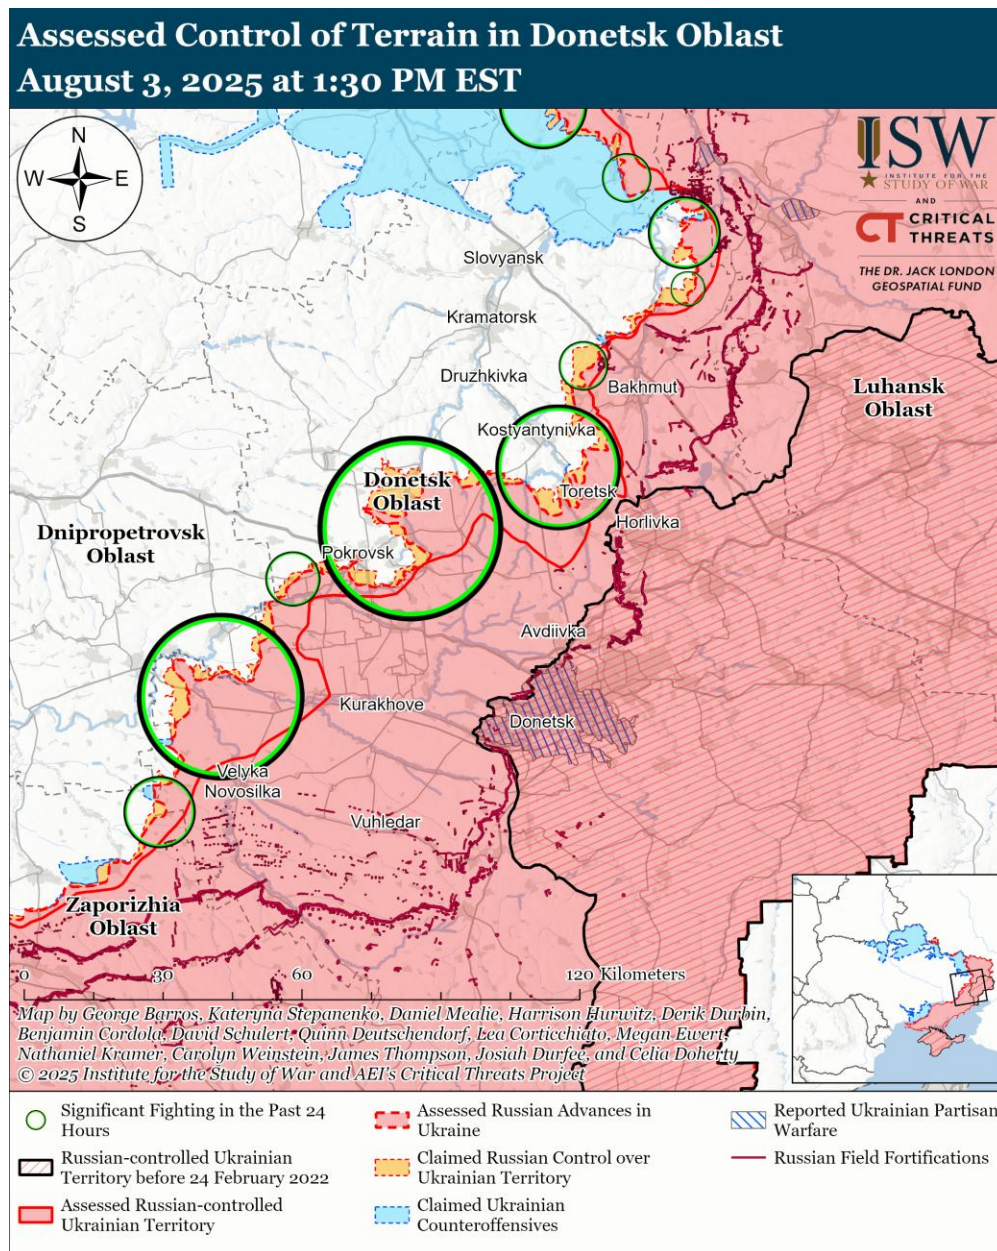 Assessed Control of Terrain in Donetsk Oblast
August 3, 2025 at 1:30 PM EST
N
W
E
S
ISW
INSTITUTE FOR THE
STUDY OF WAR
AND
CT CRITICAL
THREATS
THE DR. JACK LONDON
GEOSPATIAL FUND
Slovyansk
Kramatorsk
Druzhkivka
Bakhmut
Luhansk
Oblast
Kostyantynivka
Donetsk
Oblast
Toretsk
Horlivka
Dnipropetrovsk
Oblast
Pokrovsk
Avdiivka
Kurakhove
Donetsk
Velyka
Novosilka
Vuhledar
Zaporizhia
Oblast
0 30 60 120 Kilometers
Map by George Barros, Kateryna Stepanenko, Daniel Mealie, Harrison Hurwitz, Derik Durbin,
Benjamin Cordola, David Schulert, Quinn Deutschendorf, Lea Corticchiato, Megan Ewert,
Nathaniel Kramer, Carolyn Weinstein, James Thompson, Josiah Durfee, and Celia Doherty
© 2025 Institute for the Study of War and AEI's Critical Threats Project
Significant Fighting in the Past 24
Hours
Russian-controlled Ukrainian
Territory before 24 February 2022
Assessed Russian-controlled
Ukrainian Territory
Assessed Russian Advances in
Ukraine
Claimed Russian Control over
Ukrainian Territory
Claimed Ukrainian
Counteroffensives
Reported Ukrainian Partisan
Warfare
Russian Field Fortifications